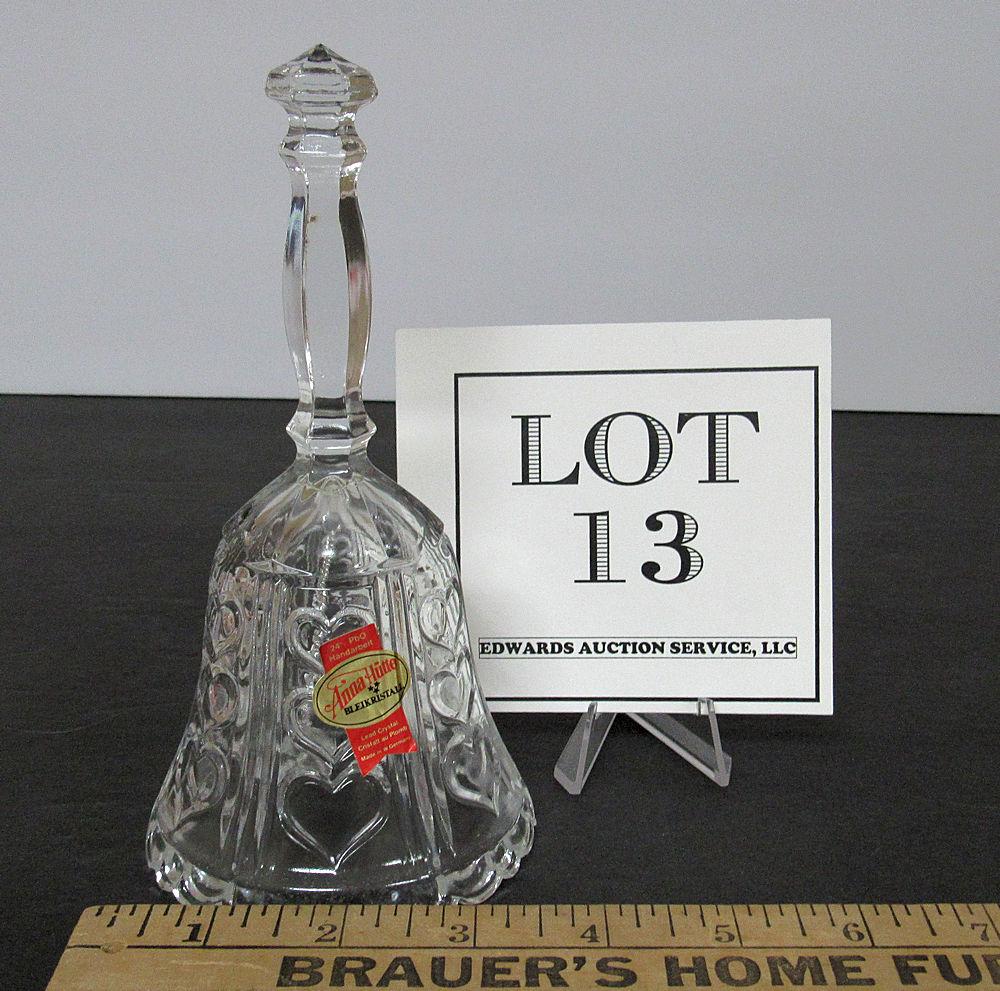 LOT
13
EDWARDS AUCTION SERVICE, LLC
24% PbO
Handarbeit
Anna Hütte
BLEIKRISTALL
Lead Crystal
Cristall au Plomb
Made in W. Germany
1 2 3 4 5 6 7
BRAUER'S HOME FU